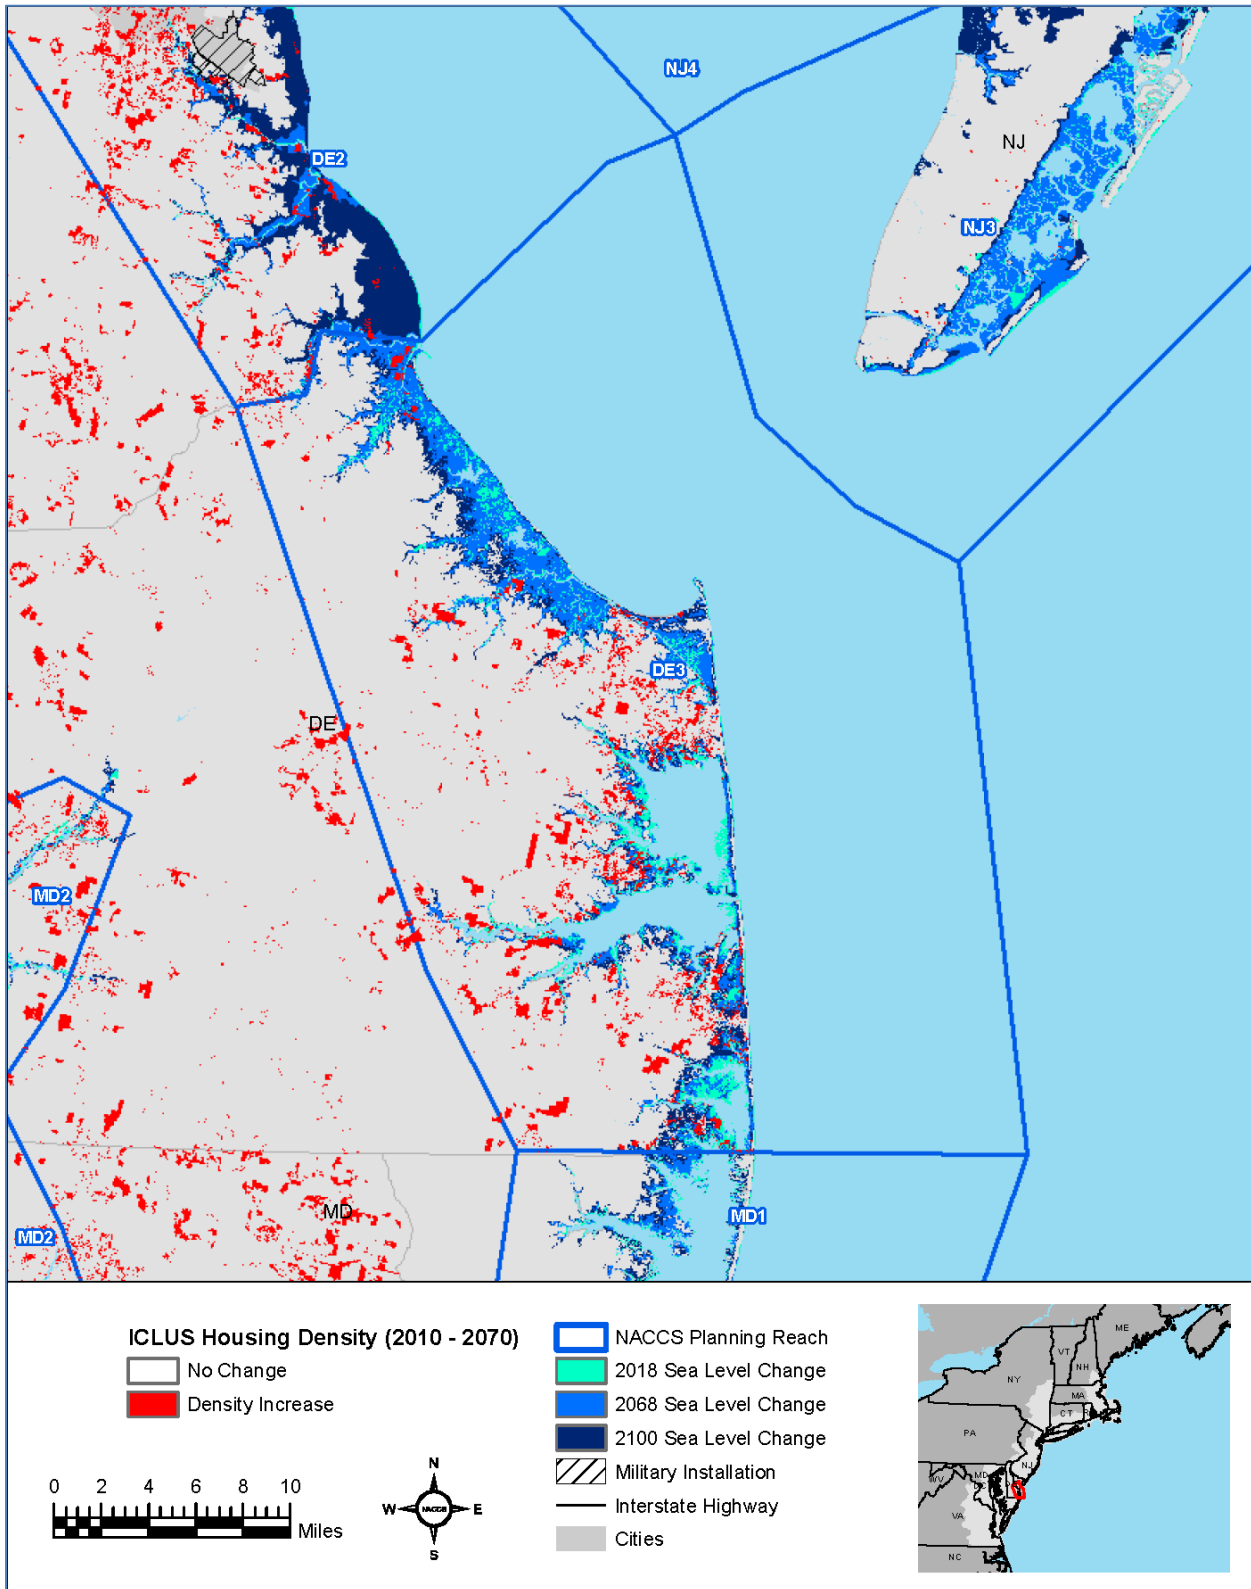 NJ4
NJ
DE2
NJ3
DE3
DE
MD2
MD
MD1
MD2
ICLUS Housing Density (2010 - 2070)
No Change
Density Increase
NACCS Planning Reach
2018 Sea Level Change
2068 Sea Level Change
2100 Sea Level Change
Military Installation
Interstate Highway
Cities
0 2 4 6 8 10
Miles
N
W NACCS E
S
ME
VT
NH
NY
MA
CT
PA
NJ
MD
WV
VA
NC